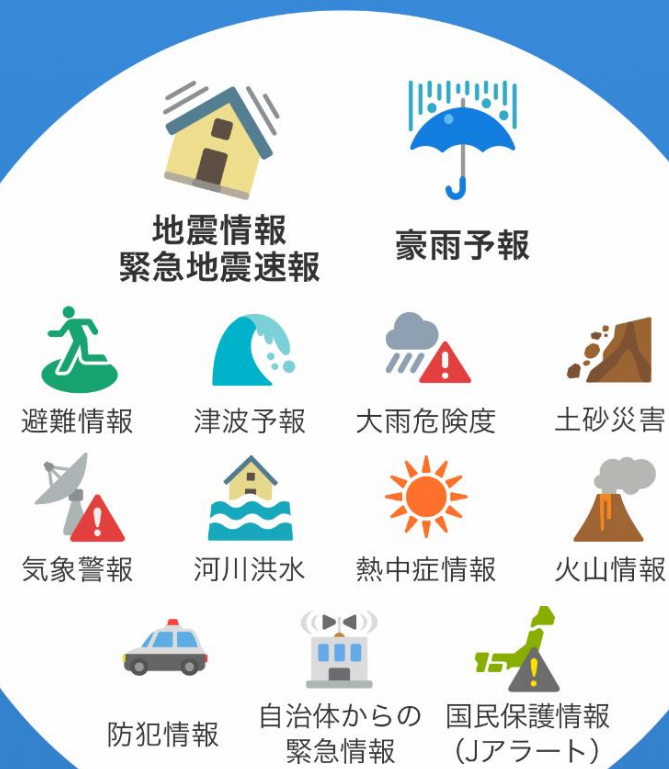 地震情報
緊急地震速報
豪雨予報
避難情報
津波予報
大雨危険度
土砂災害
気象警報
河川洪水
熱中症情報
火山情報
防犯情報
自治体からの
緊急情報
国民保護情報
（Jアラート）